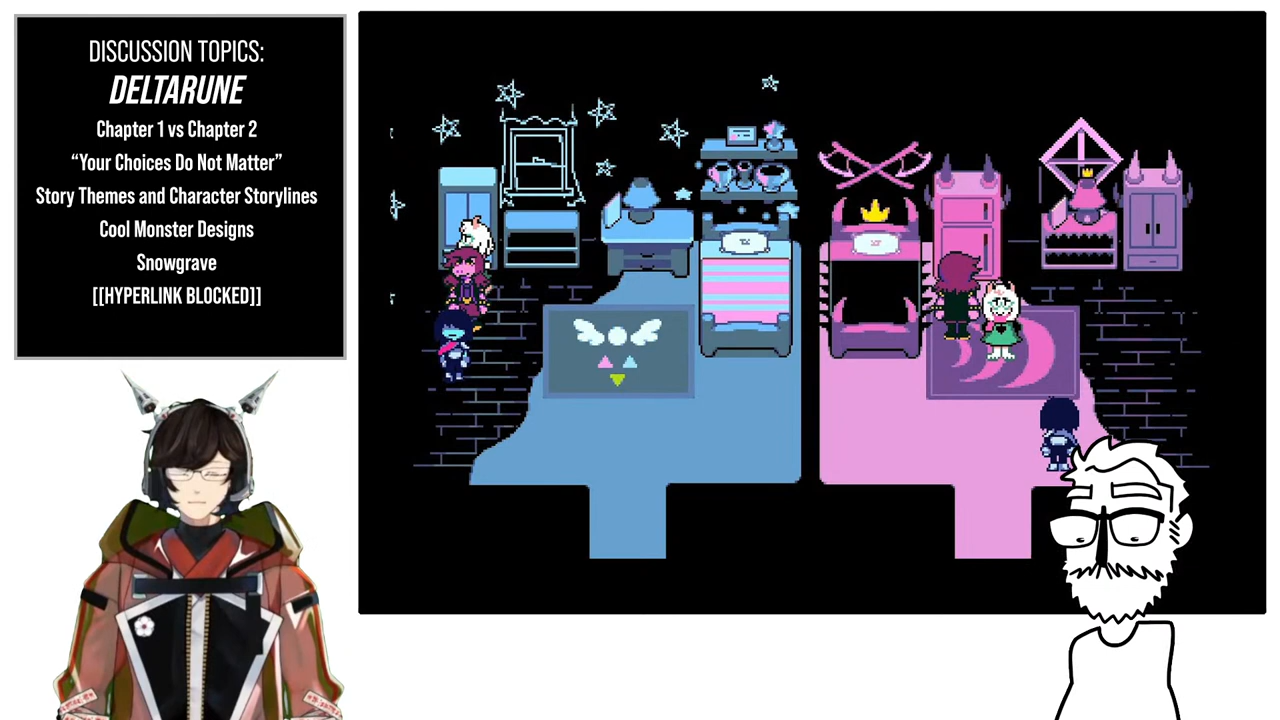 DISCUSSION TOPICS:
DELTARUNE
Chapter 1 vs Chapter 2
“Your Choices Do Not Matter”
Story Themes and Character Storylines
Cool Monster Designs
Snowgrave
[[HYPERLINK BLOCKED]]